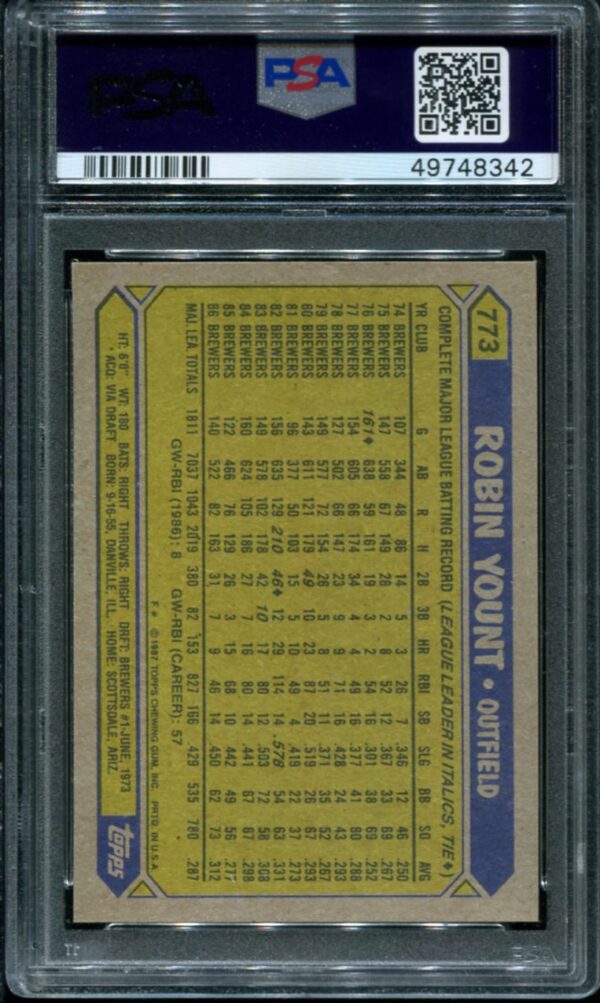 PSA
PSA
49748342
773
ROBIN YOUNT • OUTFIELD
COMPLETE MAJOR LEAGUE BATTING RECORD (LEAGUE LEADER IN ITALICS, TIE♦)
YR CLUB G AB R H 2B 3B HR RBI SB SLG BB SO AVG
74 BREWERS 107 344 48 86 14 5 3 26 7 .346 12 46 .250
75 BREWERS 147 558 67 149 28 2 8 52 12 .367 33 69 .267
76 BREWERS 161♦ 638 59 161 19 3 2 54 16 .301 38 69 .252
77 BREWERS 154 605 66 174 34 4 4 49 16 .377 41 80 .288
78 BREWERS 127 502 66 147 23 9 9 71 16 .428 24 43 .293
79 BREWERS 149 577 72 154 26 5 8 51 11 .371 35 52 .267
80 BREWERS 143 611 121 179 49 10 23 87 20 .519 26 67 .293
81 BREWERS 96 377 50 103 15 5 10 49 4 .419 22 37 .273
82 BREWERS 156 635 129 210 46♦ 12 29 114 14 .578 54 63 .331
83 BREWERS 149 578 102 178 42 10 17 80 12 .503 72 58 .308
84 BREWERS 160 624 105 186 27 7 16 80 14 .441 67 67 .298
85 BREWERS 122 466 76 129 26 3 15 68 10 .442 49 56 .277
86 BREWERS 140 522 82 163 31 7 9 46 14 .450 62 73 .312
MAJ. LEA. TOTALS 1811 7037 1043 2019 380 82 153 827 166 .429 535 780 .287
GW-RBI (1986): 8 GW-RBI (CAREER): 57
F* © 1987 TOPPS CHEWING GUM, INC. PRTD. IN U.S.A.
HT: 6'0" WT: 180 BATS: RIGHT THROWS: RIGHT DRFT: BREWERS #1-JUNE, 1973
ACQ: VIA DRAFT BORN: 9-16-55, DANVILLE, ILL. HOME: SCOTTSDALE, ARIZ.
topps
PSA